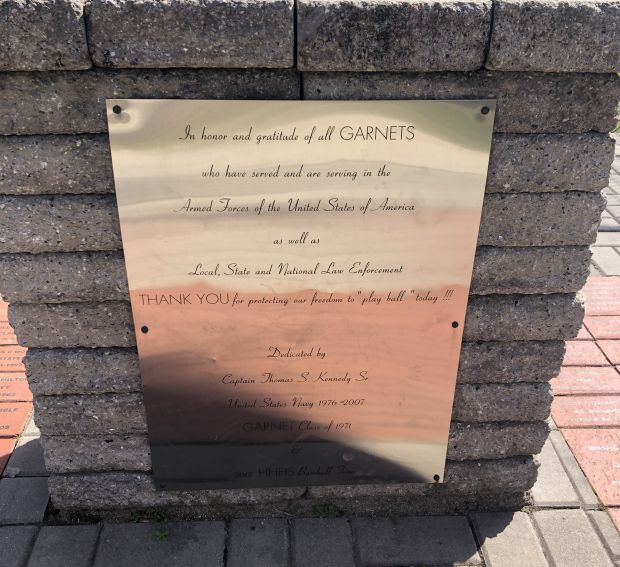 In honor and gratitude of all GARNETS
who have served and are serving in the
Armed Forces of the United States of America
as well as
Local, State and National Law Enforcement
THANK YOU for protecting our freedom to "play ball" today !!!
Dedicated by
Captain Thomas S. Kennedy Sr
United States Navy 1976 -2007
GARNET Class of 1971
&
HHHS Baseball Team